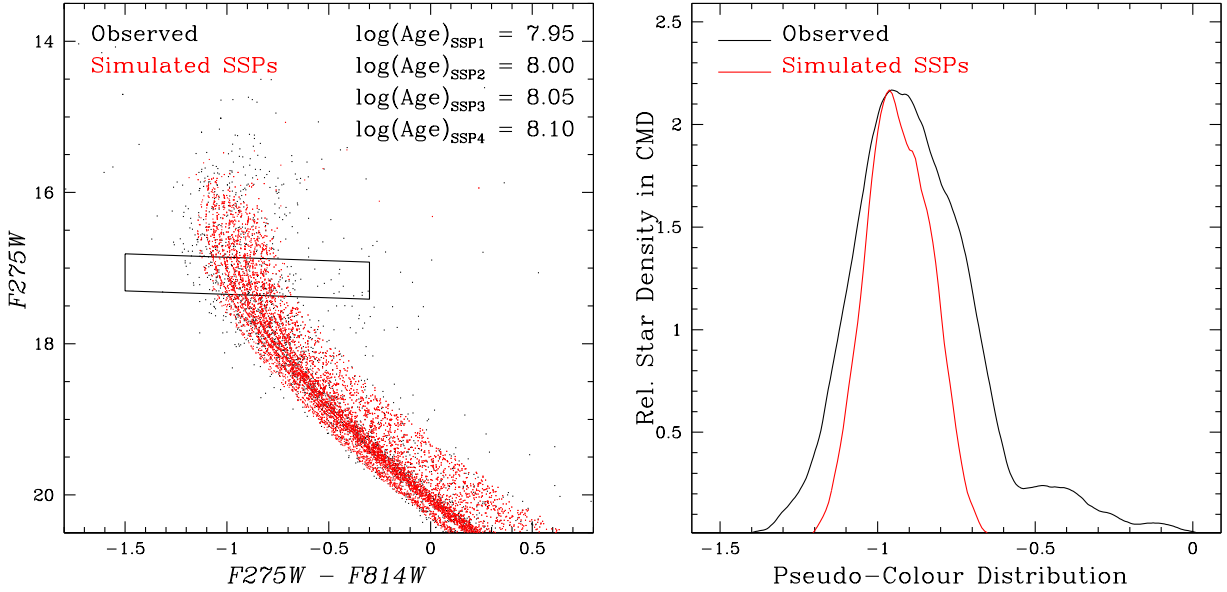 Observed
Simulated SSPs
log(Age)SSP1 = 7.95
log(Age)SSP2 = 8.00
log(Age)SSP3 = 8.05
log(Age)SSP4 = 8.10
14
16
18
20
F275W
-1.5
-1
-0.5
0
0.5
F275W - F814W
Observed
Simulated SSPs
2.5
2
1.5
1
0.5
Rel. Star Density in CMD
-1.5
-1
-0.5
0
Pseudo-Colour Distribution